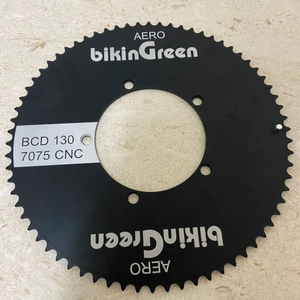 AERO
bikinGreen
BCD 130
7075 CNC
bikinGreen
AERO